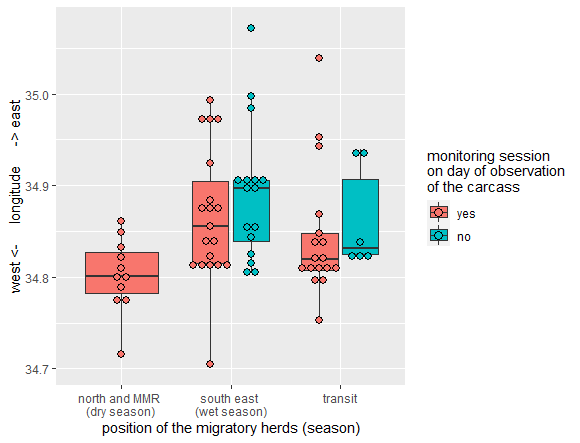 35.0
34.9
34.8
34.7
west <- longitude -> east
north and MMR
(dry season)
south east
(wet season)
transit
position of the migratory herds (season)
monitoring session
on day of observation
of the carcass
yes
no